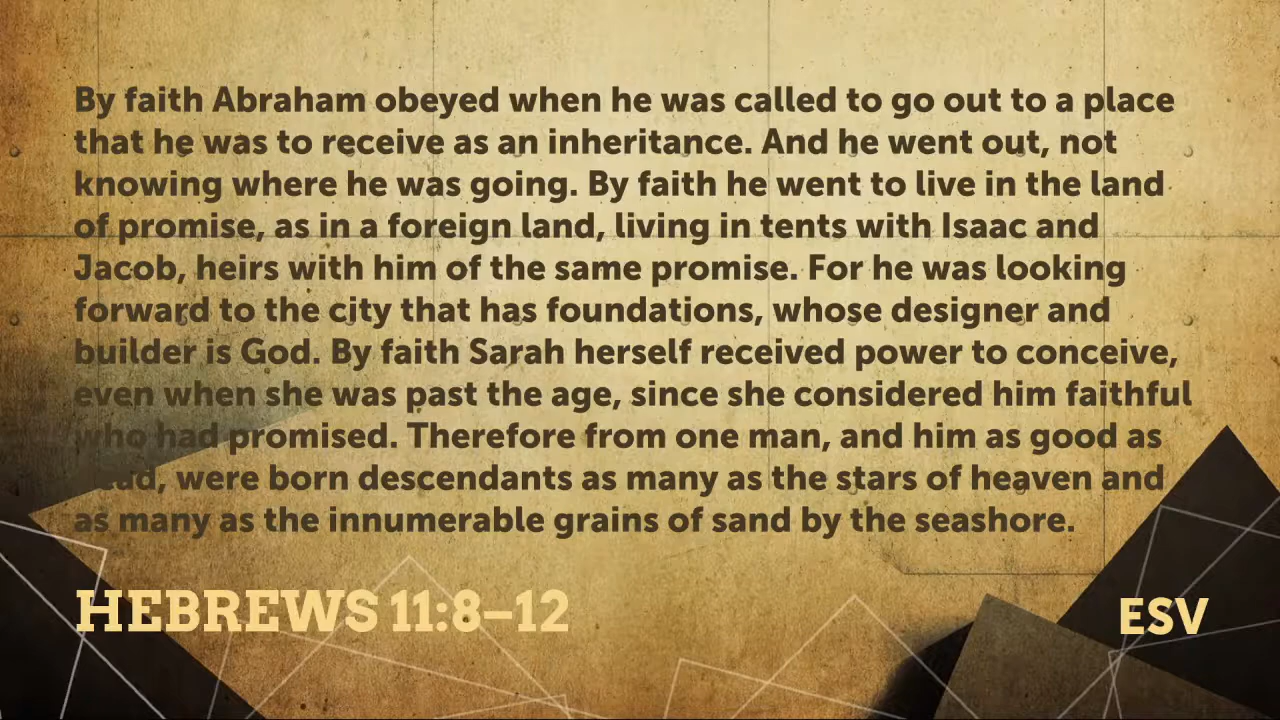 By faith Abraham obeyed when he was called to go out to a place
that he was to receive as an inheritance. And he went out, not
knowing where he was going. By faith he went to live in the land
of promise, as in a foreign land, living in tents with Isaac and
Jacob, heirs with him of the same promise. For he was looking
forward to the city that has foundations, whose designer and
builder is God. By faith Sarah herself received power to conceive,
even when she was past the age, since she considered him faithful
who had promised. Therefore from one man, and him as good as
dead, were born descendants as many as the stars of heaven and
as many as the innumerable grains of sand by the seashore.
HEBREWS 11:8–12
ESV